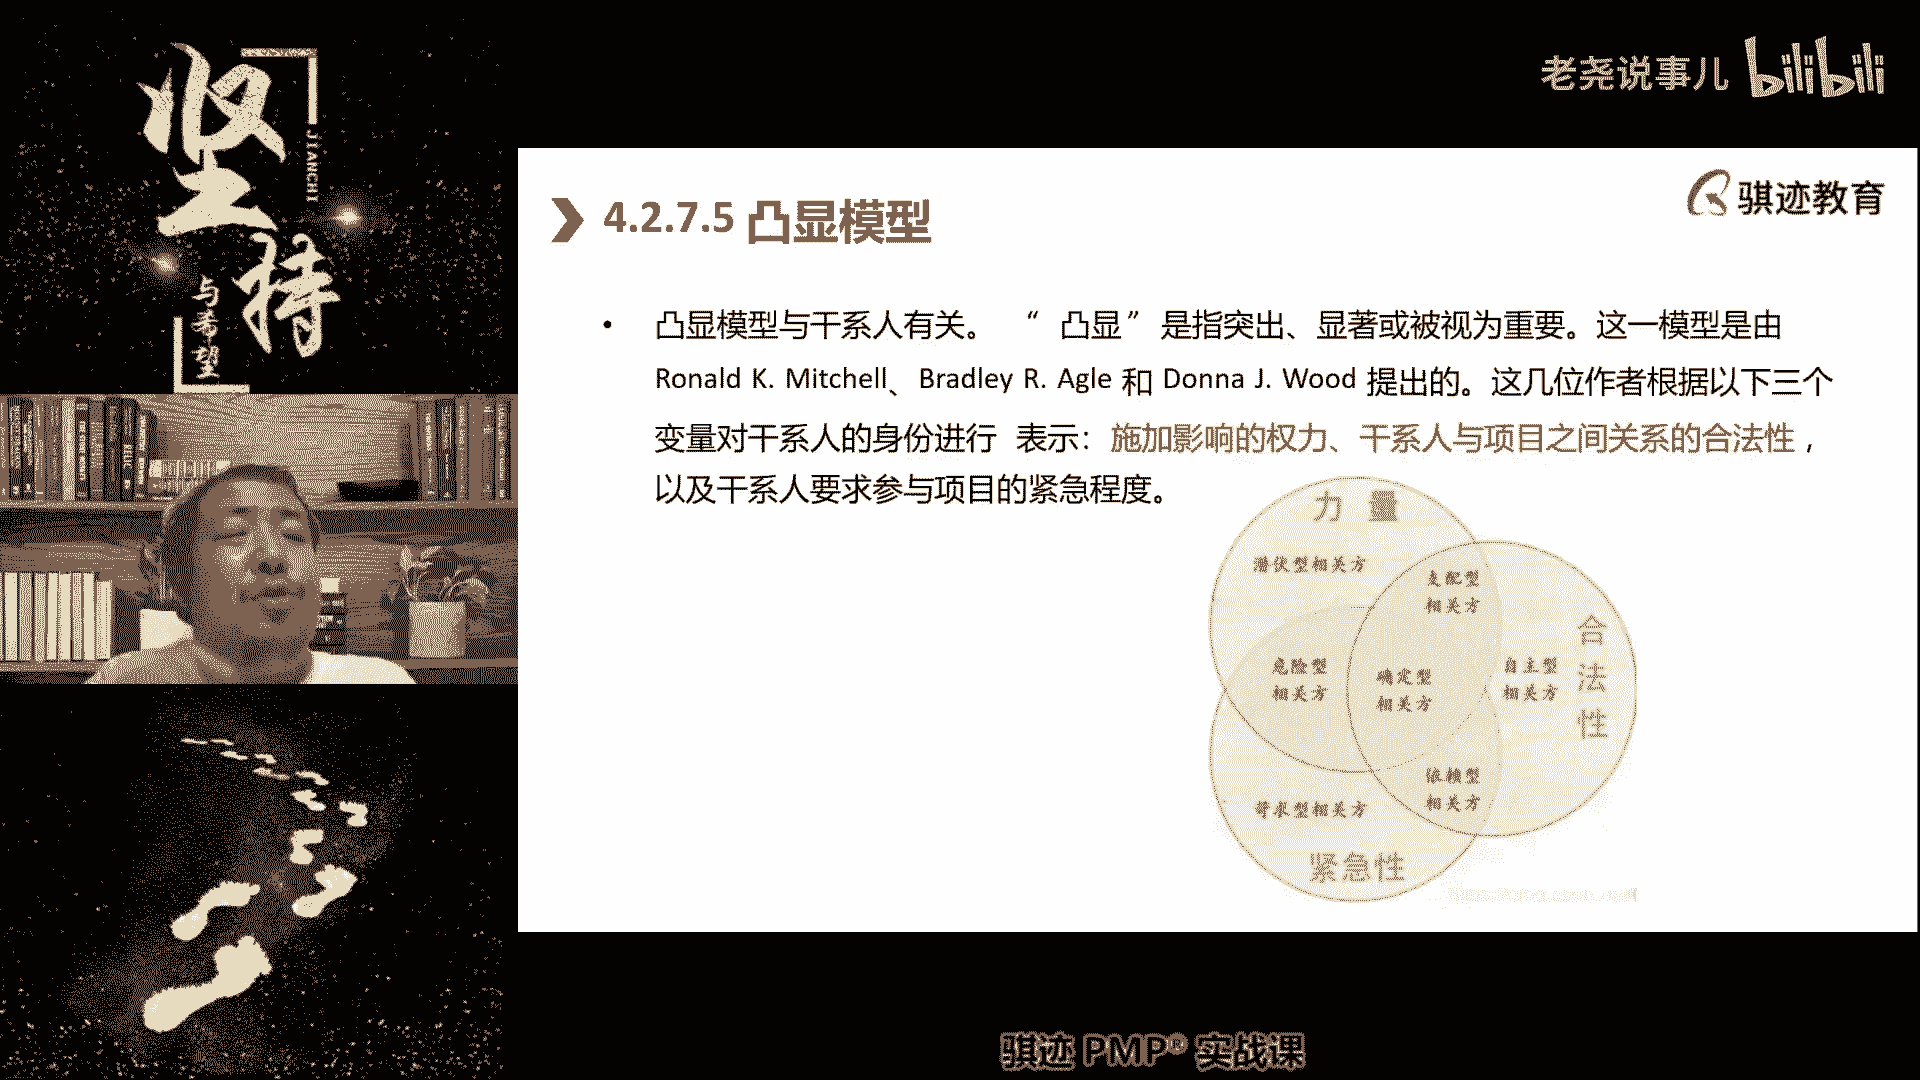 坚持
JIANCHI
与希望
老尧说事儿 bilibili
骐迹教育
4.2.7.5 凸显模型
• 凸显模型与干系人有关。 “ 凸显 ” 是指突出、显著或被视为重要。这一模型是由
Ronald K. Mitchell、Bradley R. Agle 和 Donna J. Wood 提出的。这几位作者根据以下三个
变量对干系人的身份进行 表示：施加影响的权力、干系人与项目之间关系的合法性，
以及干系人要求参与项目的紧急程度。
力 量
潜伏型相关方
支配型
相关方
合法性
危险型
相关方
确定型
相关方
自主型
相关方
依赖型
相关方
苛求型相关方
紧急性
骐迹 PMP® 实战课